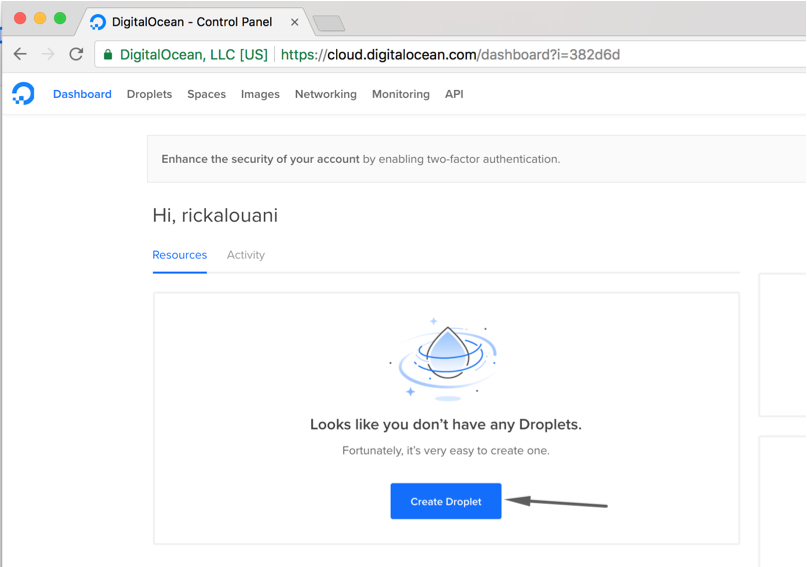 DigitalOcean - Control Panel
DigitalOcean, LLC [US] https://cloud.digitalocean.com/dashboard?i=382d6d
Dashboard Droplets Spaces Images Networking Monitoring API
Enhance the security of your account by enabling two-factor authentication.
Hi, rickalouani
Resources Activity
Looks like you don't have any Droplets.
Fortunately, it's very easy to create one.
Create Droplet